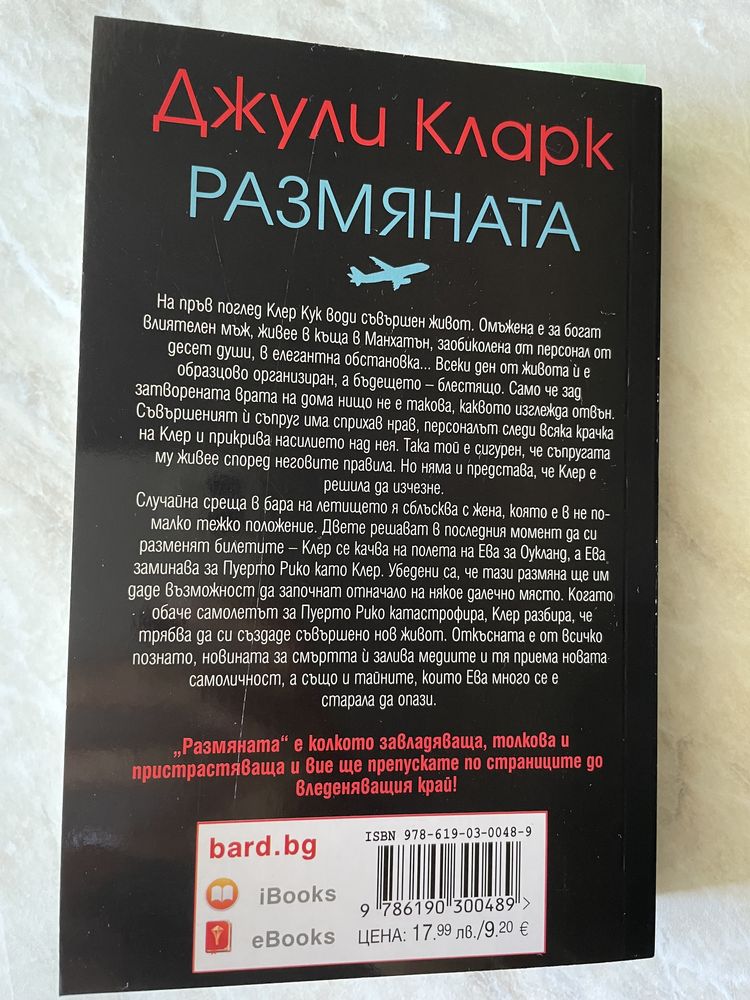 Джули Кларк
РАЗМЯНАТА
На пръв поглед Клер Кук води съвършен живот. Омъжена е за богат
влиятелен мъж, живее в къща в Манхатън, заобиколена от персонал от
десет души, в елегантна обстановка... Всеки ден от живота ѝ е
образцово организиран, а бъдещето – блестящо. Само че зад
затворената врата на дома нищо не е такова, каквото изглежда отвън.
Съвършеният ѝ съпруг има сприхав нрав, персоналът следи всяка крачка
на Клер и прикрива насилието над нея. Така той е сигурен, че съпругата
му живее според неговите правила. Но няма и представа, че Клер е
решила да изчезне.
Случайна среща в бара на летището я сблъсква с жена, която е в не по-
малко тежко положение. Двете решават в последния момент да си
разменят билетите – Клер се качва на полета на Ева за Оукланд, а Ева
заминава за Пуерто Рико като Клер. Убедени са, че тази размяна ще им
даде възможност да започнат отначало на някое далечно място. Когато
обаче самолетът за Пуерто Рико катастрофира, Клер разбира, че
трябва да си създаде съвършено нов живот. Откъсната е от всичко
познато, новината за смъртта ѝ залива медиите и тя приема новата
самоличност, а също и тайните, които Ева много се е
старала да опази.
„Размяната“ е колкото завладяваща, толкова и
пристрастяваща и вие ще препускате по страниците до
вледеняващия край!
bard.bg
iBooks
eBooks
ISBN 978-619-03-0048-9
9 786190 300489 >
ЦЕНА: 17.99 лв./9.20 €